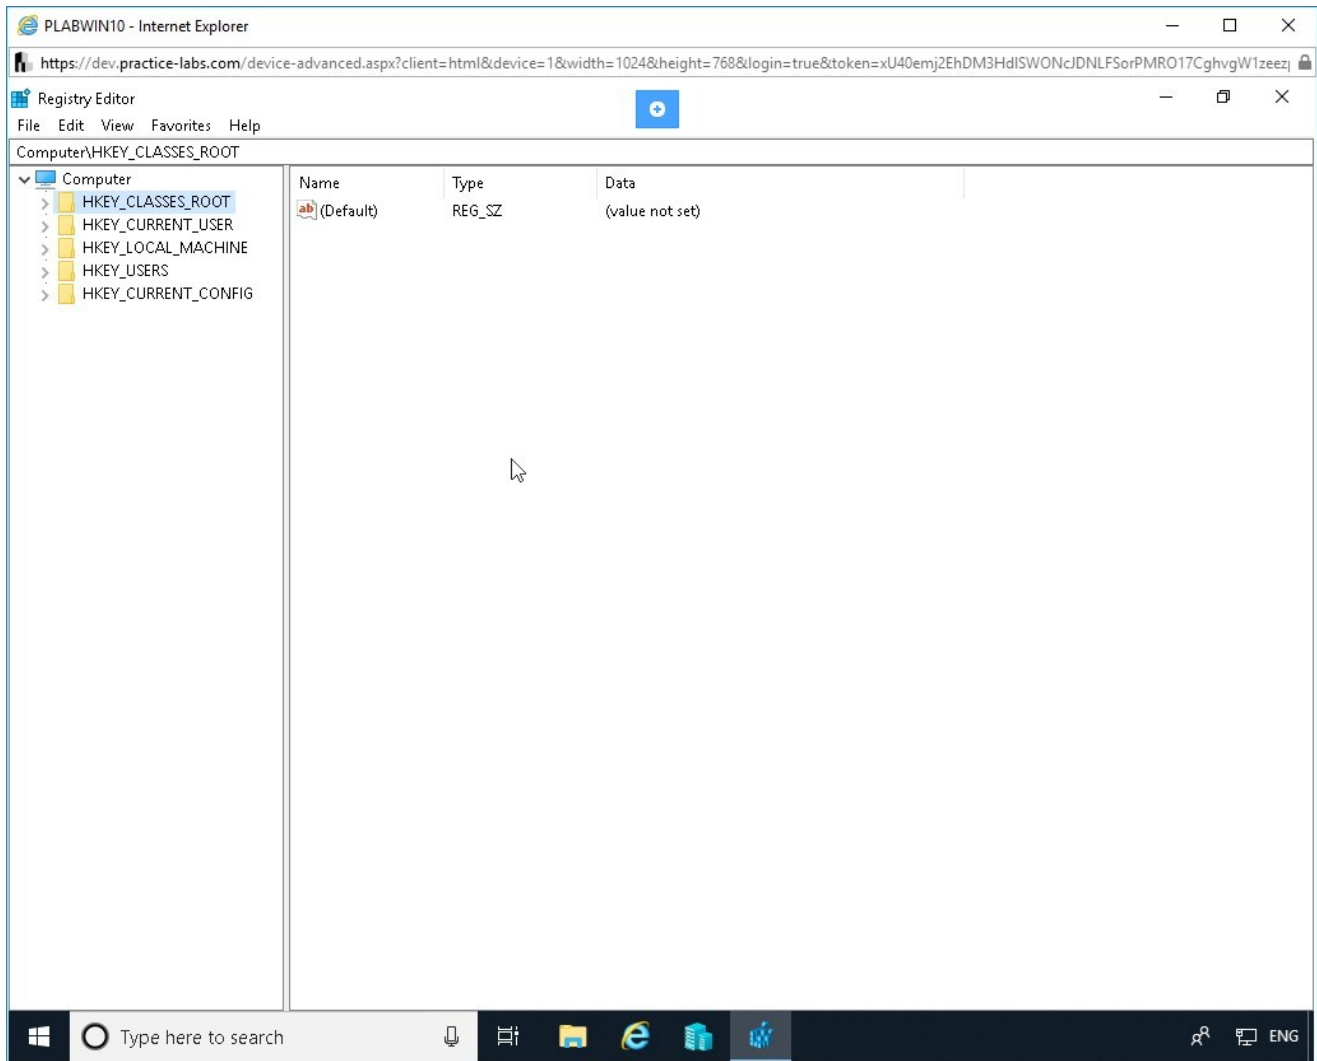 PLABWIN10 - Internet Explorer
https://dev.practice-labs.com/device-advanced.aspx?client=html&device=1&width=1024&height=768&login=true&token=xU40emj2EhDM3HdISWONcJDNLFSorPMRO17CghvgW1zeezj
Registry Editor
File Edit View Favorites Help
Computer\HKEY_CLASSES_ROOT
Computer
HKEY_CLASSES_ROOT
HKEY_CURRENT_USER
HKEY_LOCAL_MACHINE
HKEY_USERS
HKEY_CURRENT_CONFIG
Name Type Data
ab (Default) REG_SZ (value not set)
Type here to search
ENG